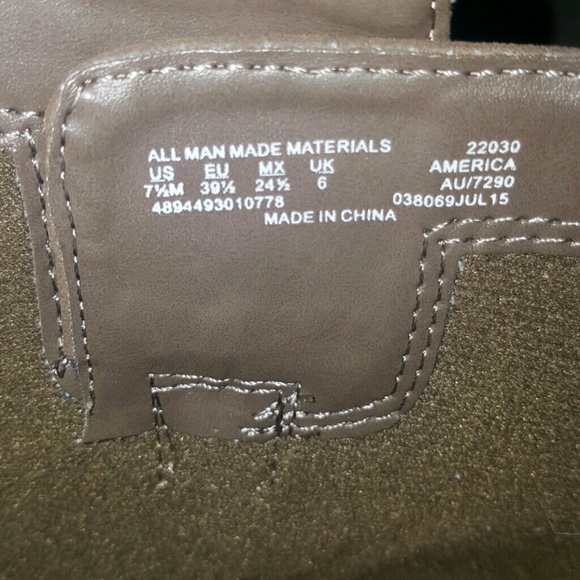 ALL MAN MADE MATERIALS 22030
US EU MX UK AMERICA
7½M 39½ 24½ 6 AU/7290
4894493010778 038069JUL15
MADE IN CHINA